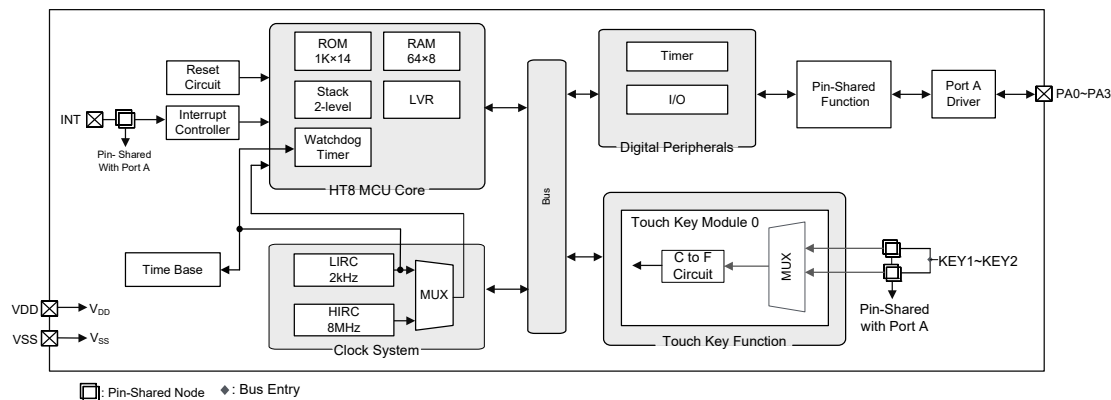 ROM
1K×14
RAM
64×8
Stack
2-level
LVR
Watchdog
Timer
HT8 MCU Core
Reset
Circuit
INT
Interrupt
Controller
Pin- Shared
With Port A
Time Base
LIRC
2kHz
HIRC
8MHz
MUX
Clock System
VDD
VDD
VSS
VSS
Bus
Timer
I/O
Digital Peripherals
Pin-Shared
Function
Port A
Driver
PA0~PA3
Touch Key Module 0
C to F
Circuit
MUX
KEY1~KEY2
Pin-Shared
with Port A
Touch Key Function
: Pin-Shared Node
: Bus Entry